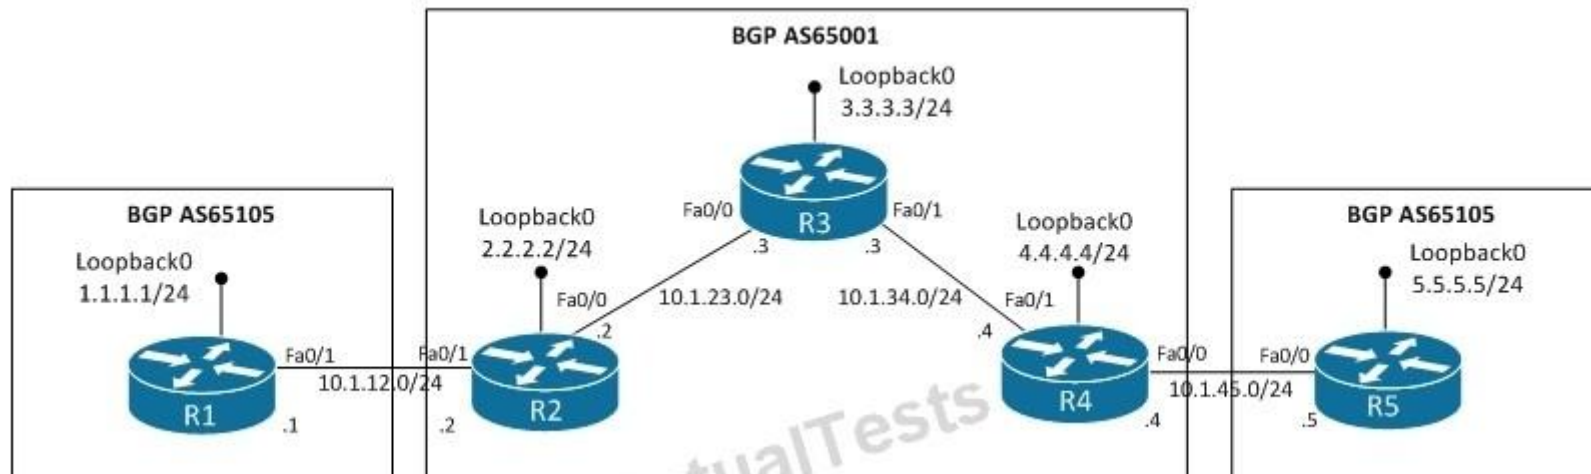 BGP AS65001
Loopback0
3.3.3.3/24
Fa0/0
R3
Fa0/1
.3
.3
BGP AS65105
Loopback0
1.1.1.1/24
Fa0/1
R1
.1
10.1.12.0/24
Loopback0
2.2.2.2/24
Fa0/0
.2
Fa0/1
R2
.2
10.1.23.0/24
10.1.34.0/24
Loopback0
4.4.4.4/24
Fa0/1
.4
R4
Fa0/0
.4
10.1.45.0/24
BGP AS65105
Loopback0
5.5.5.5/24
Fa0/0
R5
.5